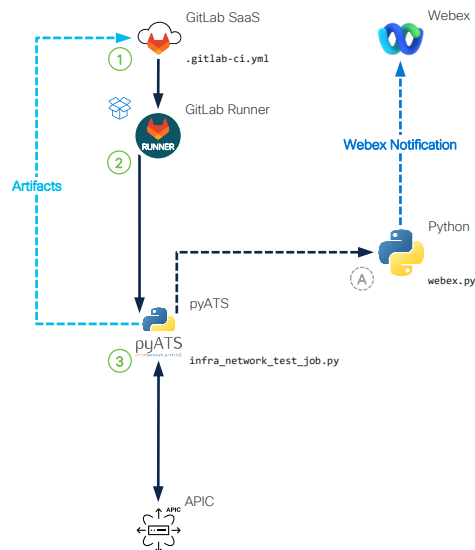 GitLab SaaS
Webex
1
.gitlab-ci.yml
GitLab Runner
RUNNER
Webex Notification
2
Artifacts
Python
A
webex.py
pyATS
pyATS
3
infra_network_test_job.py
APIC
APIC